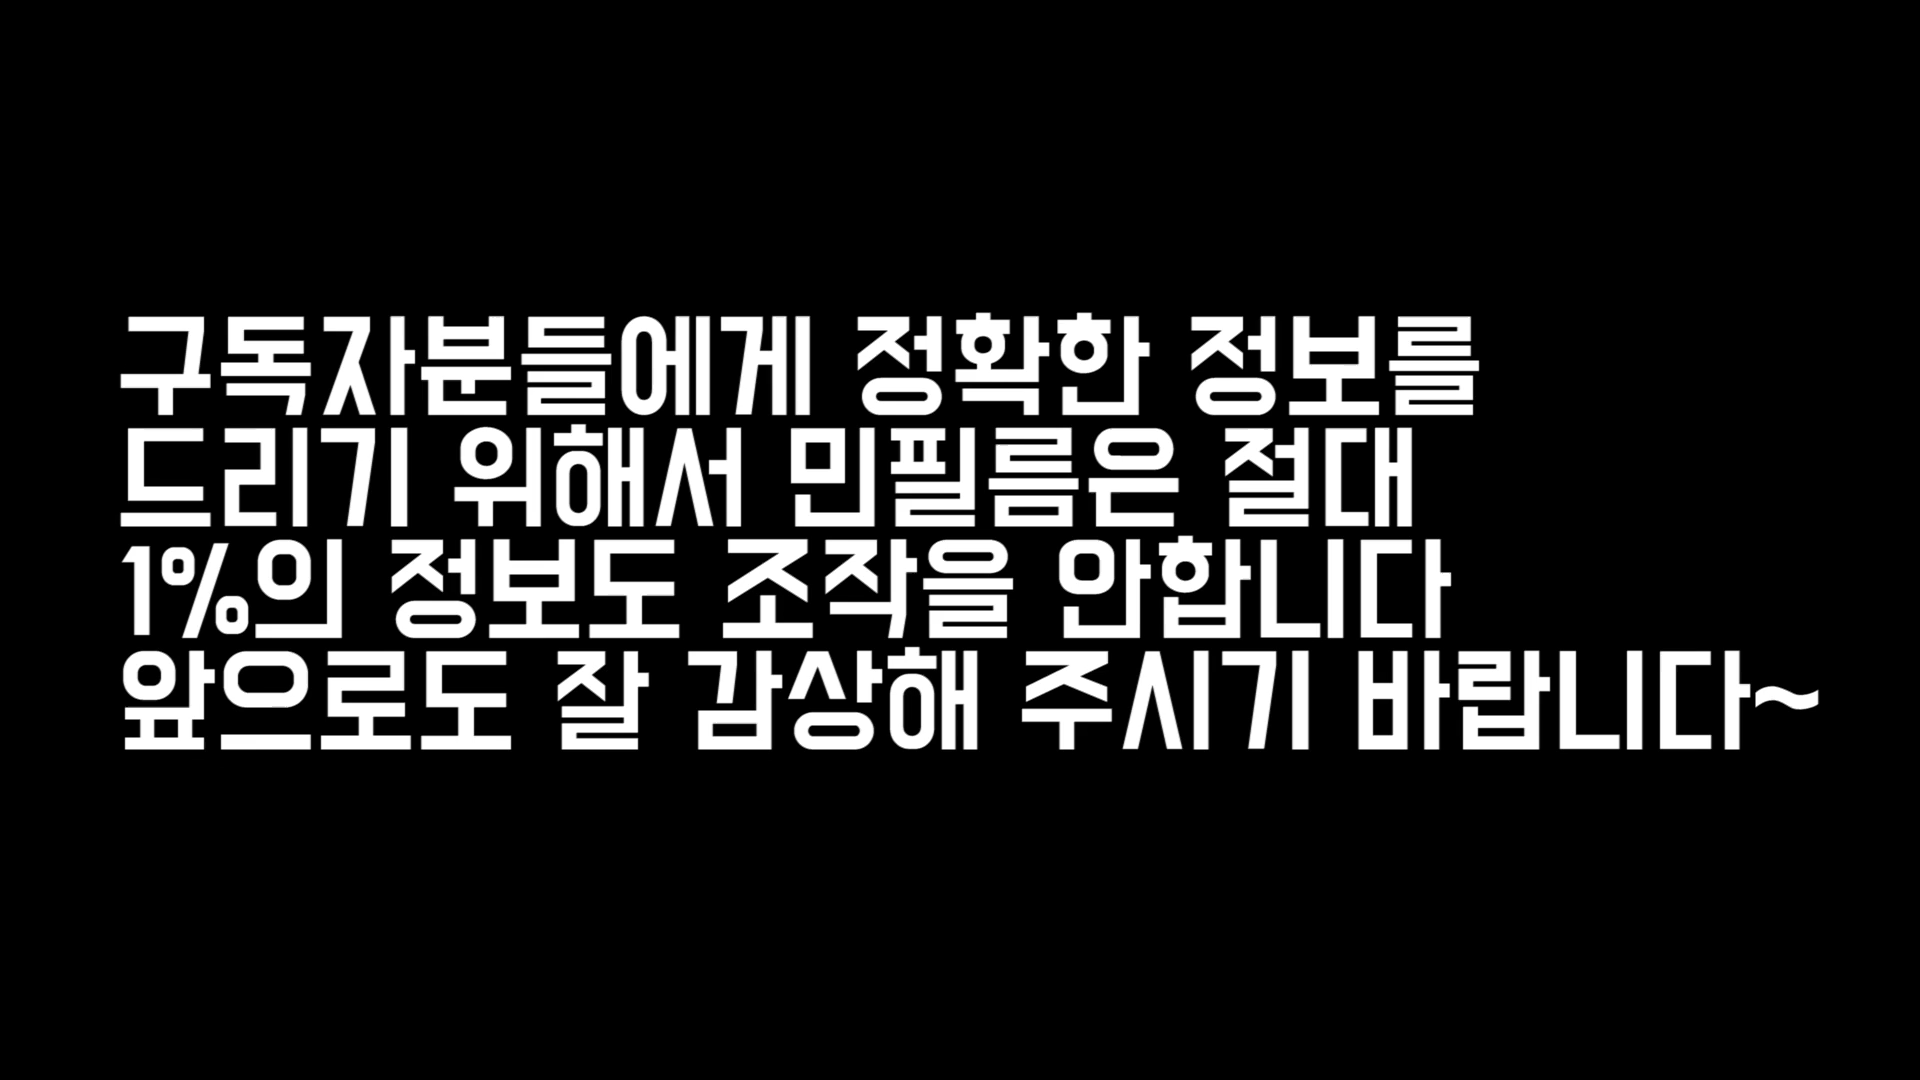 구독자분들에게 정확한 정보를
드리기 위해서 민필름은 절대
1%의 정보도 조작을 안합니다
앞으로도 잘 감상해 주시기 바랍니다~